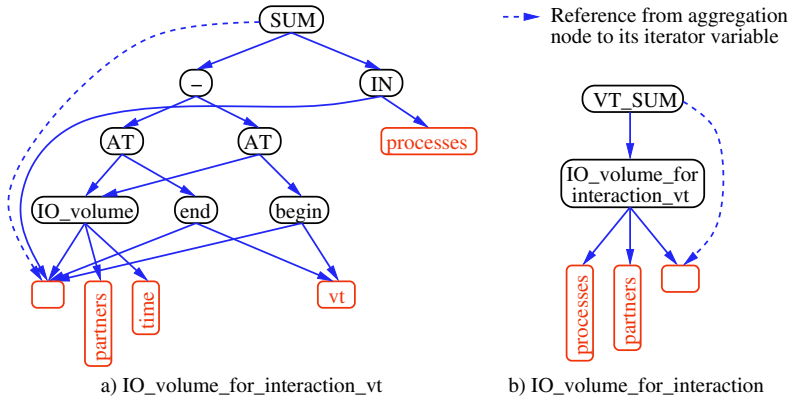 SUM
Reference from aggregation
node to its iterator variable
–
IN
VT_SUM
AT
AT
processes
IO_volume_for
interaction_vt
IO_volume
end
begin
partners
time
vt
processes
partners
a) IO_volume_for_interaction_vt
b) IO_volume_for_interaction